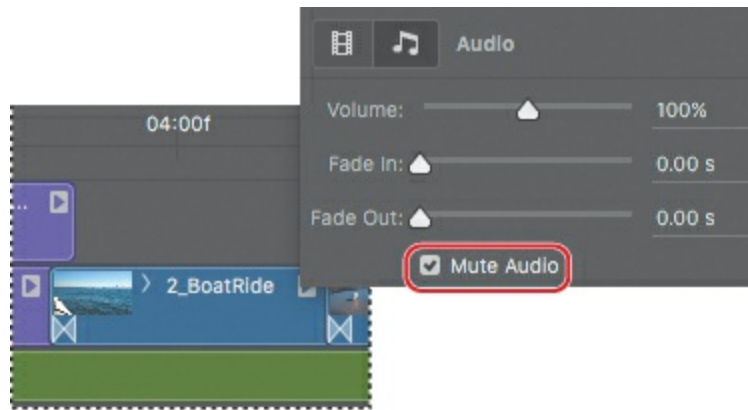 Audio
Volume: 100%
Fade In: 0.00 s
Fade Out: 0.00 s
Mute Audio
04:00f
...
2_BoatRide